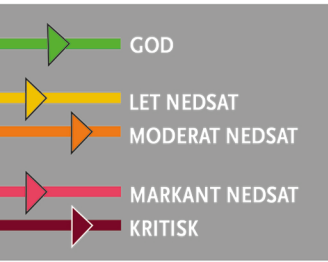 GOD
LET NEDSAT
MODERAT NEDSAT
MARKANT NEDSAT
KRITISK